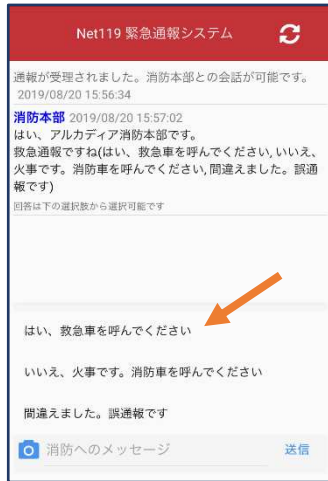 Net119 緊急通報システム
通報が受理されました。消防本部との会話が可能です。
2019/08/20 15:56:34
消防本部 2019/08/20 15:57:02
はい、アルカディア消防本部です。
救急通報ですね(はい、救急車を呼んでください, いいえ、
火事です。消防車を呼んでください, 間違えました。誤通
報です)
回答は下の選択肢から選択可能です
はい、救急車を呼んでください
いいえ、火事です。消防車を呼んでください
間違えました。誤通報です
消防へのメッセージ
送信